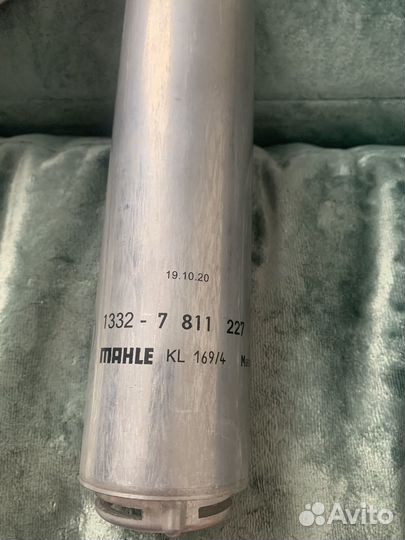 19.10.20
1332 - 7 811 227
MAHLE KL 169/4
Avito